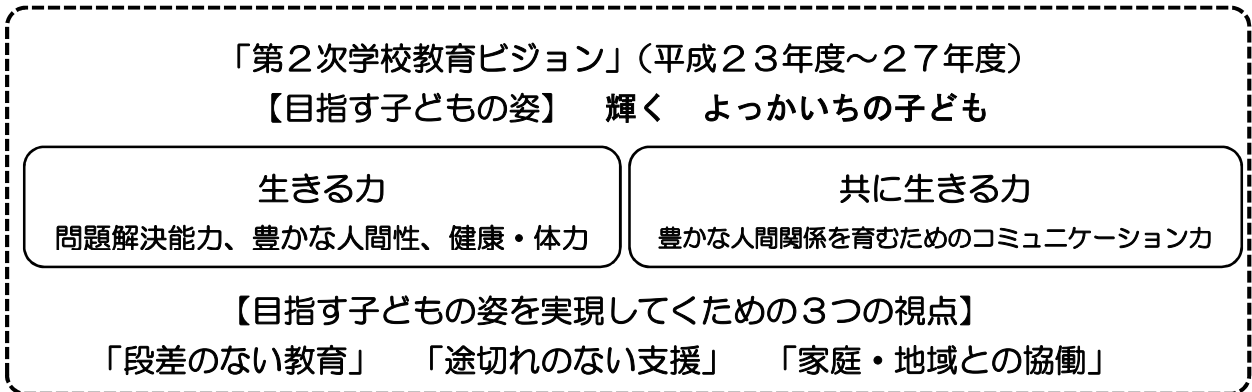 「第２次学校教育ビジョン」（平成２３年度～２７年度）
【目指す子どもの姿】　輝く　よっかいちの子ども
生きる力
問題解決能力、豊かな人間性、健康・体力
共に生きる力
豊かな人間関係を育むためのコミュニケーション力
【目指す子どもの姿を実現してくための３つの視点】
「段差のない教育」　「途切れのない支援」　「家庭・地域との協働」